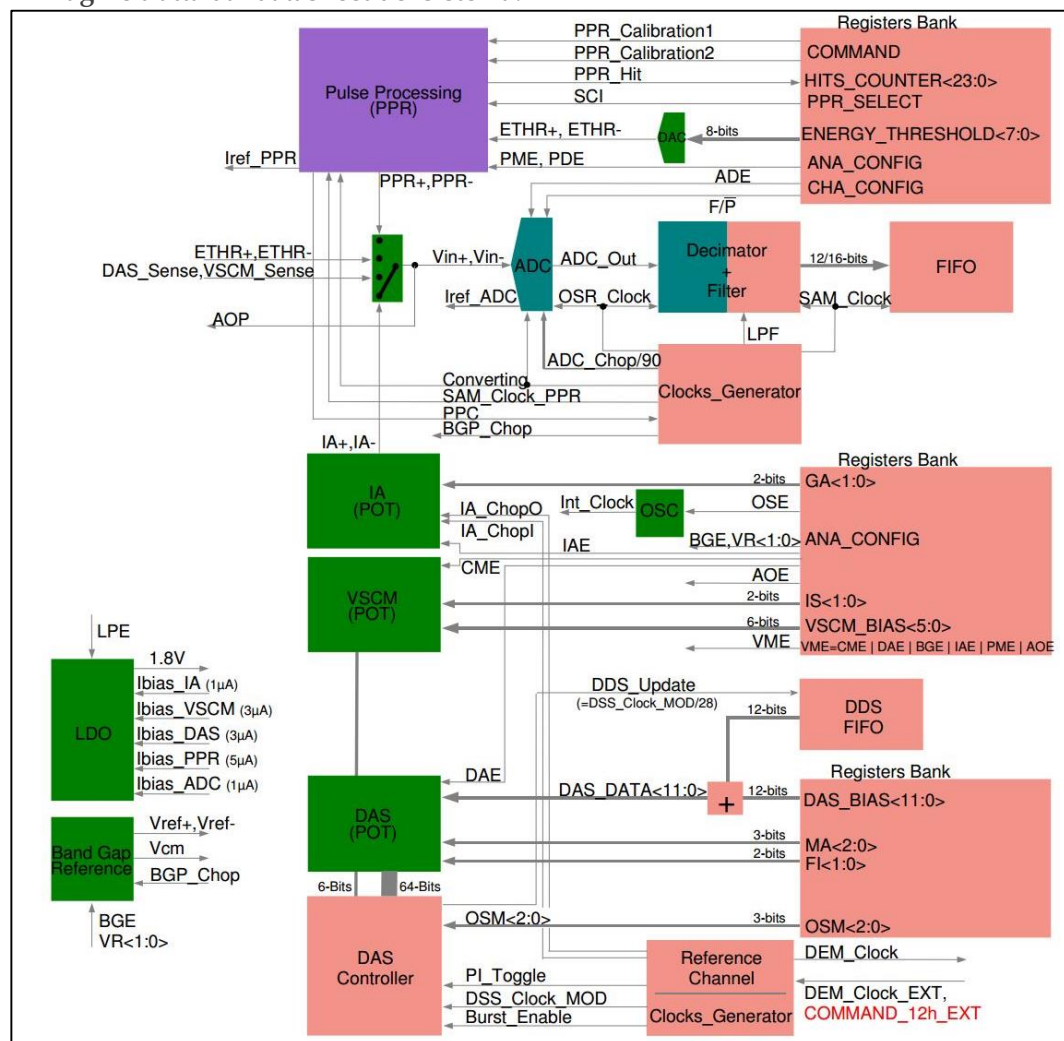 Registers Bank
PPR_Calibration1
PPR_Calibration2
PPR_Hit
SCI
COMMAND
HITS_COUNTER<23:0>
PPR_SELECT
Pulse Processing
(PPR)
ETHR+, ETHR-
DAC
8-bits
ENERGY_THRESHOLD<7:0>
Iref_PPR
PME, PDE
ANA_CONFIG
PPR+,PPR-
ADE
CHA_CONFIG
F/P̅
ETHR+,ETHR-
DAS_Sense,VSCM_Sense
Vin+,Vin-
ADC
ADC_Out
Decimator
+
Filter
12/16-bits
FIFO
Iref_ADC
OSR_Clock
SAM_Clock
AOP
LPF
ADC_Chop/90
Converting
SAM_Clock_PPR
PPC
BGP_Chop
Clocks_Generator
IA+,IA-
Registers Bank
IA
(POT)
2-bits
GA<1:0>
IA_ChopO
IA_ChopI
Int_Clock
OSC
OSE
IAE
BGE,VR<1:0>
ANA_CONFIG
CME
VSCM
(POT)
AOE
2-bits
IS<1:0>
6-bits
VSCM_BIAS<5:0>
VME
VME=CME | DAE | BGE | IAE | PME | AOE
LPE
LDO
1.8V
Ibias_IA (1µA)
Ibias_VSCM (3µA)
Ibias_DAS (3µA)
Ibias_PPR (5µA)
Ibias_ADC (1µA)
DDS_Update
(=DSS_Clock_MOD/28)
12-bits
DDS
FIFO
Registers Bank
DAE
DAS_DATA<11:0>
+
12-bits
DAS_BIAS<11:0>
DAS
(POT)
3-bits
MA<2:0>
2-bits
FI<1:0>
Band Gap
Reference
Vref+,Vref-
Vcm
BGP_Chop
BGE
VR<1:0>
6-Bits
64-Bits
OSM<2:0>
3-bits
OSM<2:0>
DAS
Controller
PI_Toggle
DSS_Clock_MOD
Burst_Enable
Reference
Channel
Clocks_Generator
DEM_Clock
DEM_Clock_EXT,
COMMAND_12h_EXT